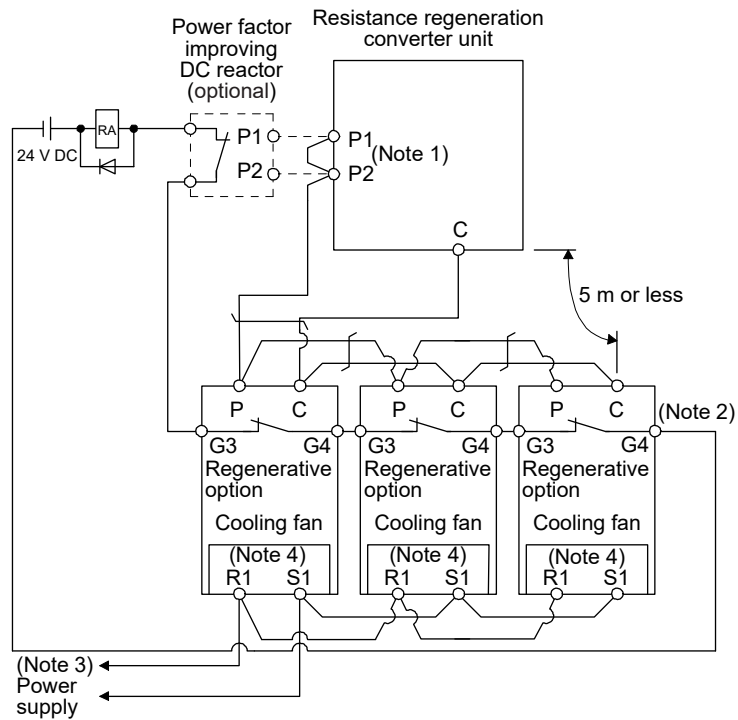 Resistance regeneration
converter unit
Power factor
improving
DC reactor
(optional)
RA
24 V DC
P1
P2
P1
(Note 1)
P2
C
5 m or less
P
C
P
C
P
C
(Note 2)
G3
G4
G3
G4
G3
G4
Regenerative
option
Regenerative
option
Regenerative
option
Cooling fan
Cooling fan
Cooling fan
(Note 4)
(Note 4)
(Note 4)
R1
S1
R1
S1
R1
S1
(Note 3)
Power
supply